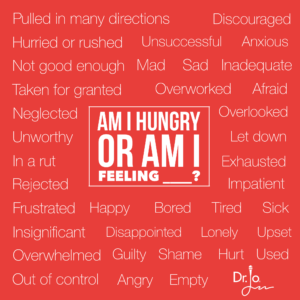 Pulled in many directions Discouraged
Hurried or rushed Unsuccessful Anxious
Not good enough Mad Sad Inadequate
Taken for granted Overworked Afraid
Neglected Overlooked
Unworthy Let down
In a rut Exhausted
Rejected Impatient
AM I HUNGRY
OR AM I
FEELING ____?
Frustrated Happy Bored Tired Sick
Insignificant Disappointed Lonely Upset
Overwhelmed Guilty Shame Hurt Used
Out of control Angry Empty Dr. Jo